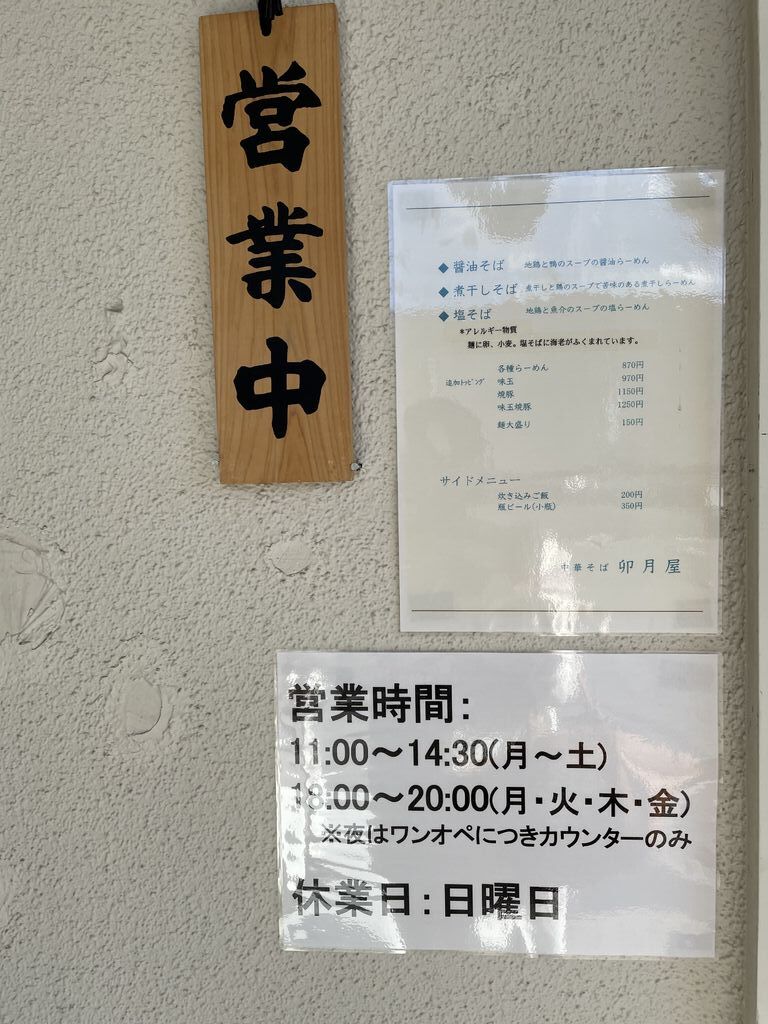 営業中
◆醤油そば 地鶏と鴨のスープの醤油らーめん
◆煮干しそば 煮干しと鶏のスープで苦味のある煮干しらーめん
◆塩そば 地鶏と魚介のスープの塩らーめん
*アレルギー物質
麺に卵、小麦。塩そばに海老がふくまれています。
各種らーめん 870円
追加トッピング 味玉 970円
焼豚 1150円
味玉焼豚 1250円
麺大盛り 150円
サイドメニュー
炊き込みご飯 200円
瓶ビール(小瓶) 350円
中華そば 卯月屋
営業時間:
11:00〜14:30(月〜土)
18:00〜20:00(月・火・木・金)
※夜はワンオペにつきカウンターのみ
休業日:日曜日